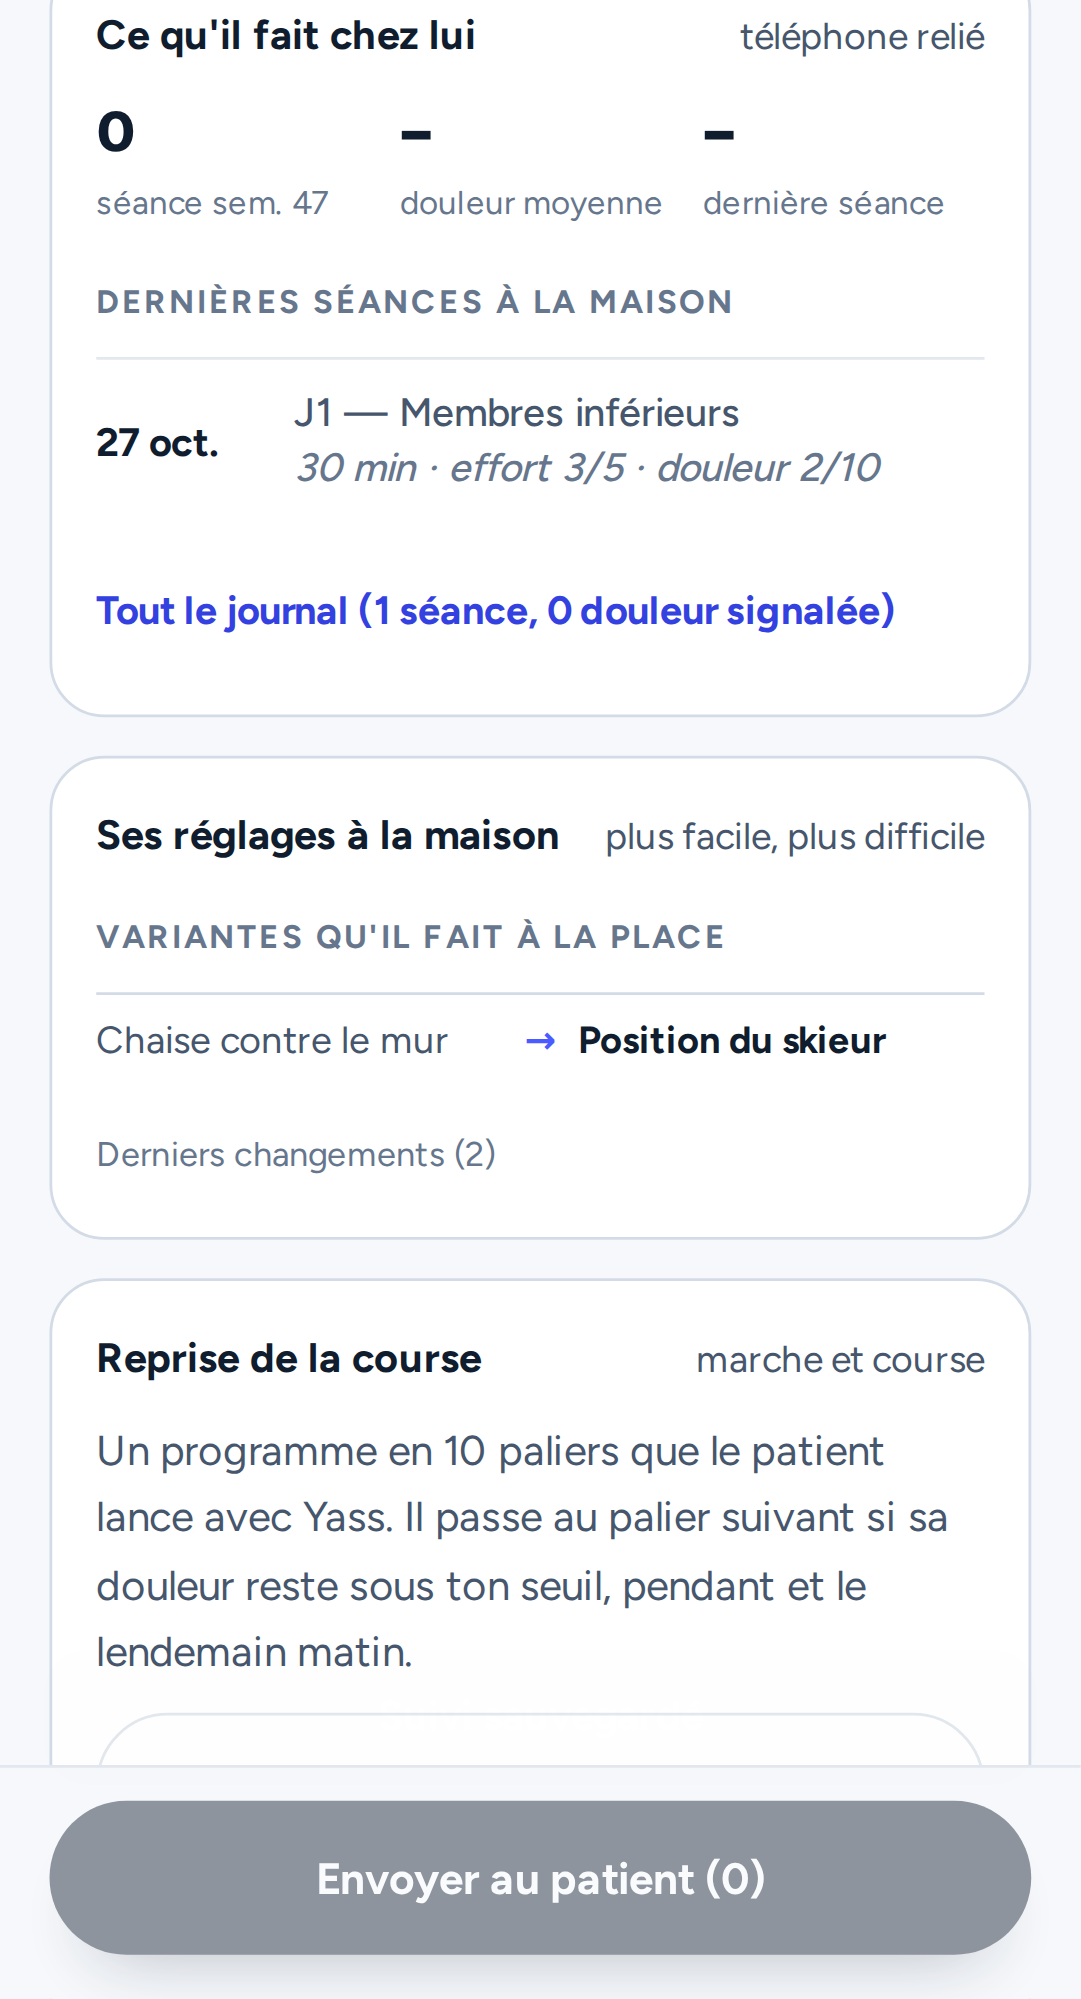 Ce qu'il fait chez lui téléphone relié
0 – –
séance sem. 47 douleur moyenne dernière séance
DERNIÈRES SÉANCES À LA MAISON
27 oct. J1 — Membres inférieurs
30 min · effort 3/5 · douleur 2/10
Tout le journal (1 séance, 0 douleur signalée)
Ses réglages à la maison plus facile, plus difficile
VARIANTES QU'IL FAIT À LA PLACE
Chaise contre le mur → Position du skieur
Derniers changements (2)
Reprise de la course marche et course
Un programme en 10 paliers que le patient
lance avec Yass. Il passe au palier suivant si sa
douleur reste sous ton seuil, pendant et le
lendemain matin.
Envoyer au patient (0)